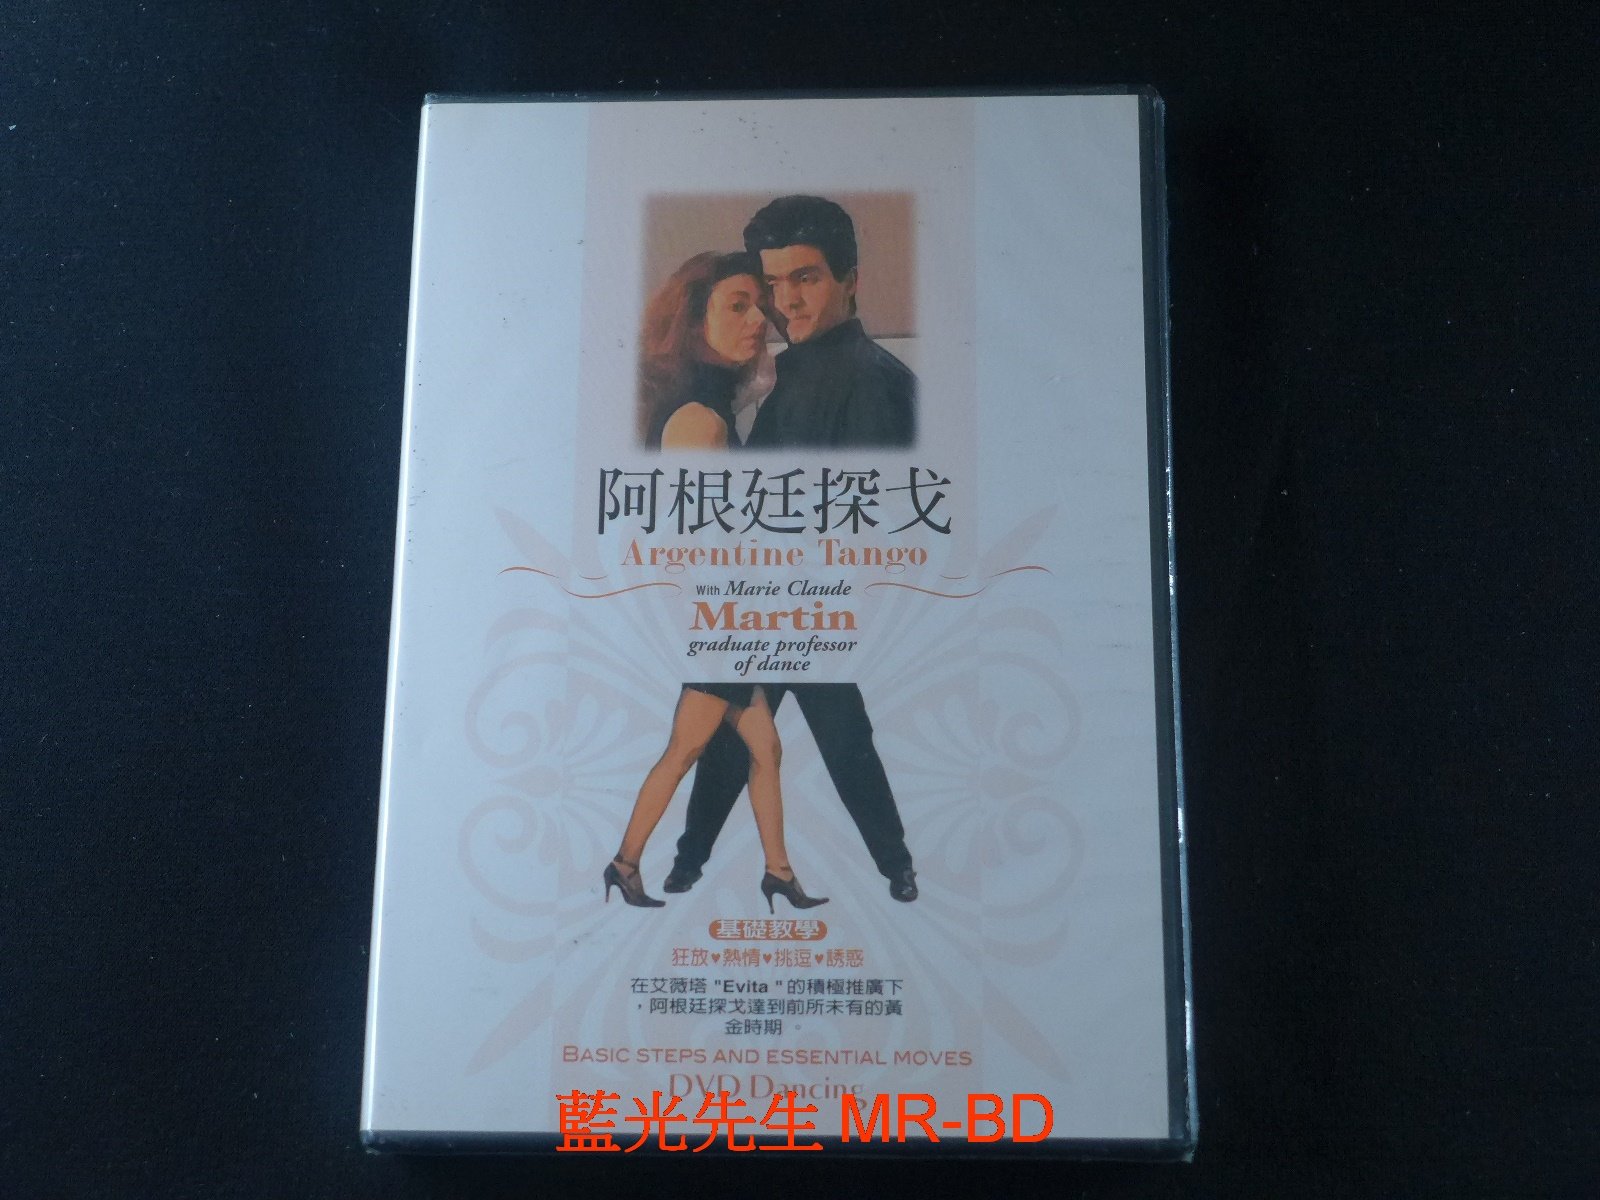 阿根廷探戈
Argentine Tango
With Marie Claude
Martin
graduate professor
of dance
基礎教學
狂放♥熱情♥挑逗♥誘惑
在艾薇塔 "Evita " 的積極推廣下
，阿根廷探戈達到前所未有的黃
金時期 。
BASIC STEPS AND ESSENTIAL MOVES
DVD Dancing
藍光先生 MR-BD